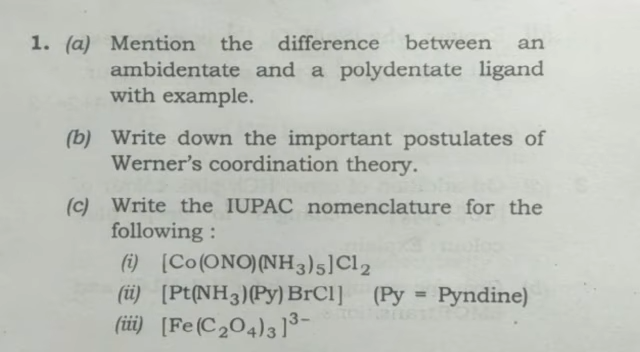 1. (a) Mention the difference between an
ambidentate and a polydentate ligand
with example.
(b) Write down the important postulates of
Werner's coordination theory.
(c) Write the IUPAC nomenclature for the
following :
(i) [Co(ONO)(NH₃)₅]Cl₂
(ii) [Pt(NH₃)(Py) BrCl] (Py = Pyndine)
(iii) [Fe(C₂O₄)₃]³⁻